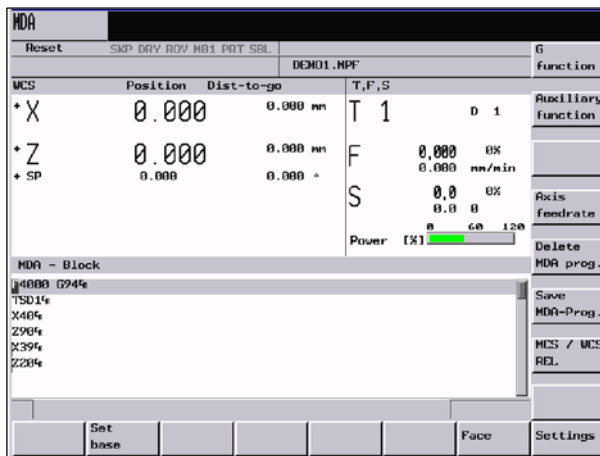 MDA
Reset SKP DRY ROV M01 PRT SBL
DEMO1.MPF
G
function
WCS Position Dist-to-go T,F,S
+ X 0.000 0.000 mm
T 1 D 1
Auxiliary
function
+ Z 0.000 0.000 mm
F 0,000 0%
0.000 mm/min
+ SP 0.000 0.000 °
S 0,0 0%
0.0 0
Axis
feedrate
0 60 120
Power [%]
Delete
MDA prog.
MDA - Block
4000 G94
T5D1
X40
Z90
X39
Z20
Save
MDA-Prog.
MCS / WCS
REL
Set
base
Face
Settings